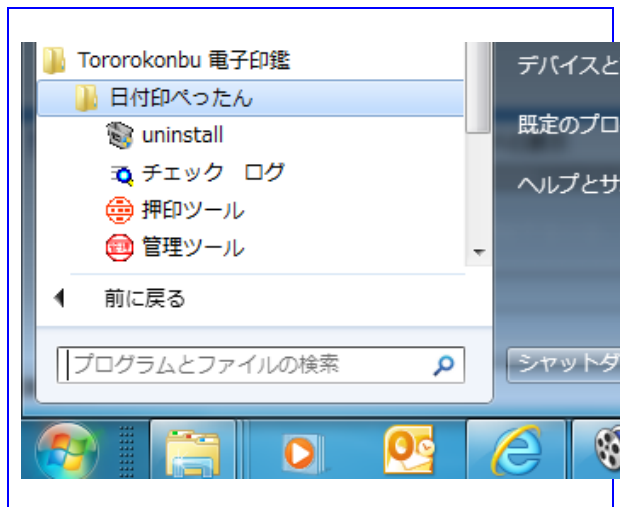 Tororokonbu 電子印鑑
日付印ぺったん
uninstall
チェック ログ
押印ツール
管理ツール
前に戻る
プログラムとファイルの検索
デバイスと
既定のプロ
ヘルプとサ
シャットダ